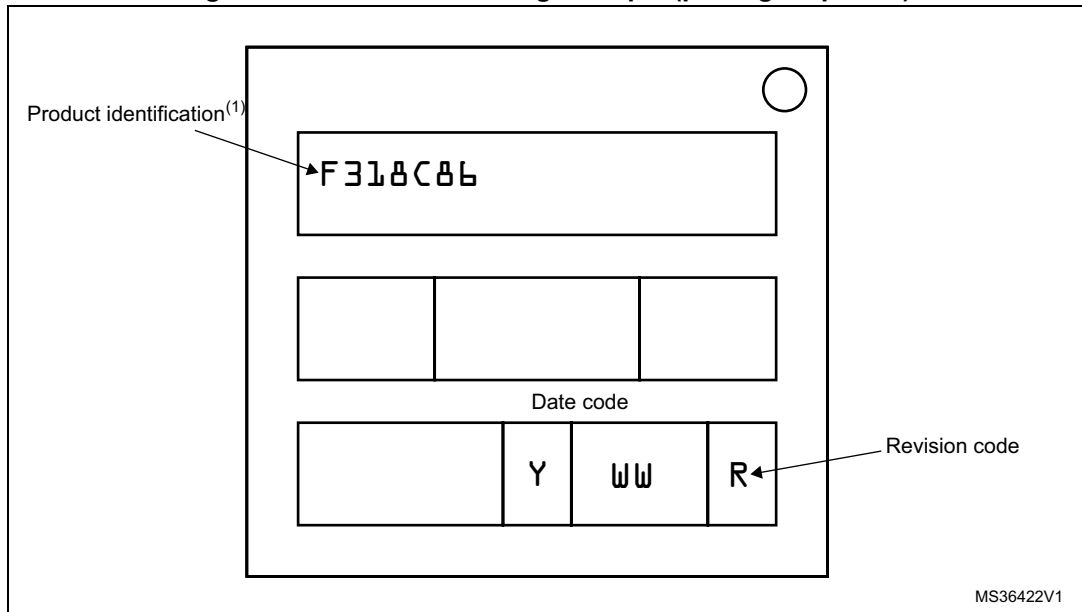 Product identification(1)
F318C86
Date code
Y WW R
Revision code
MS36422V1